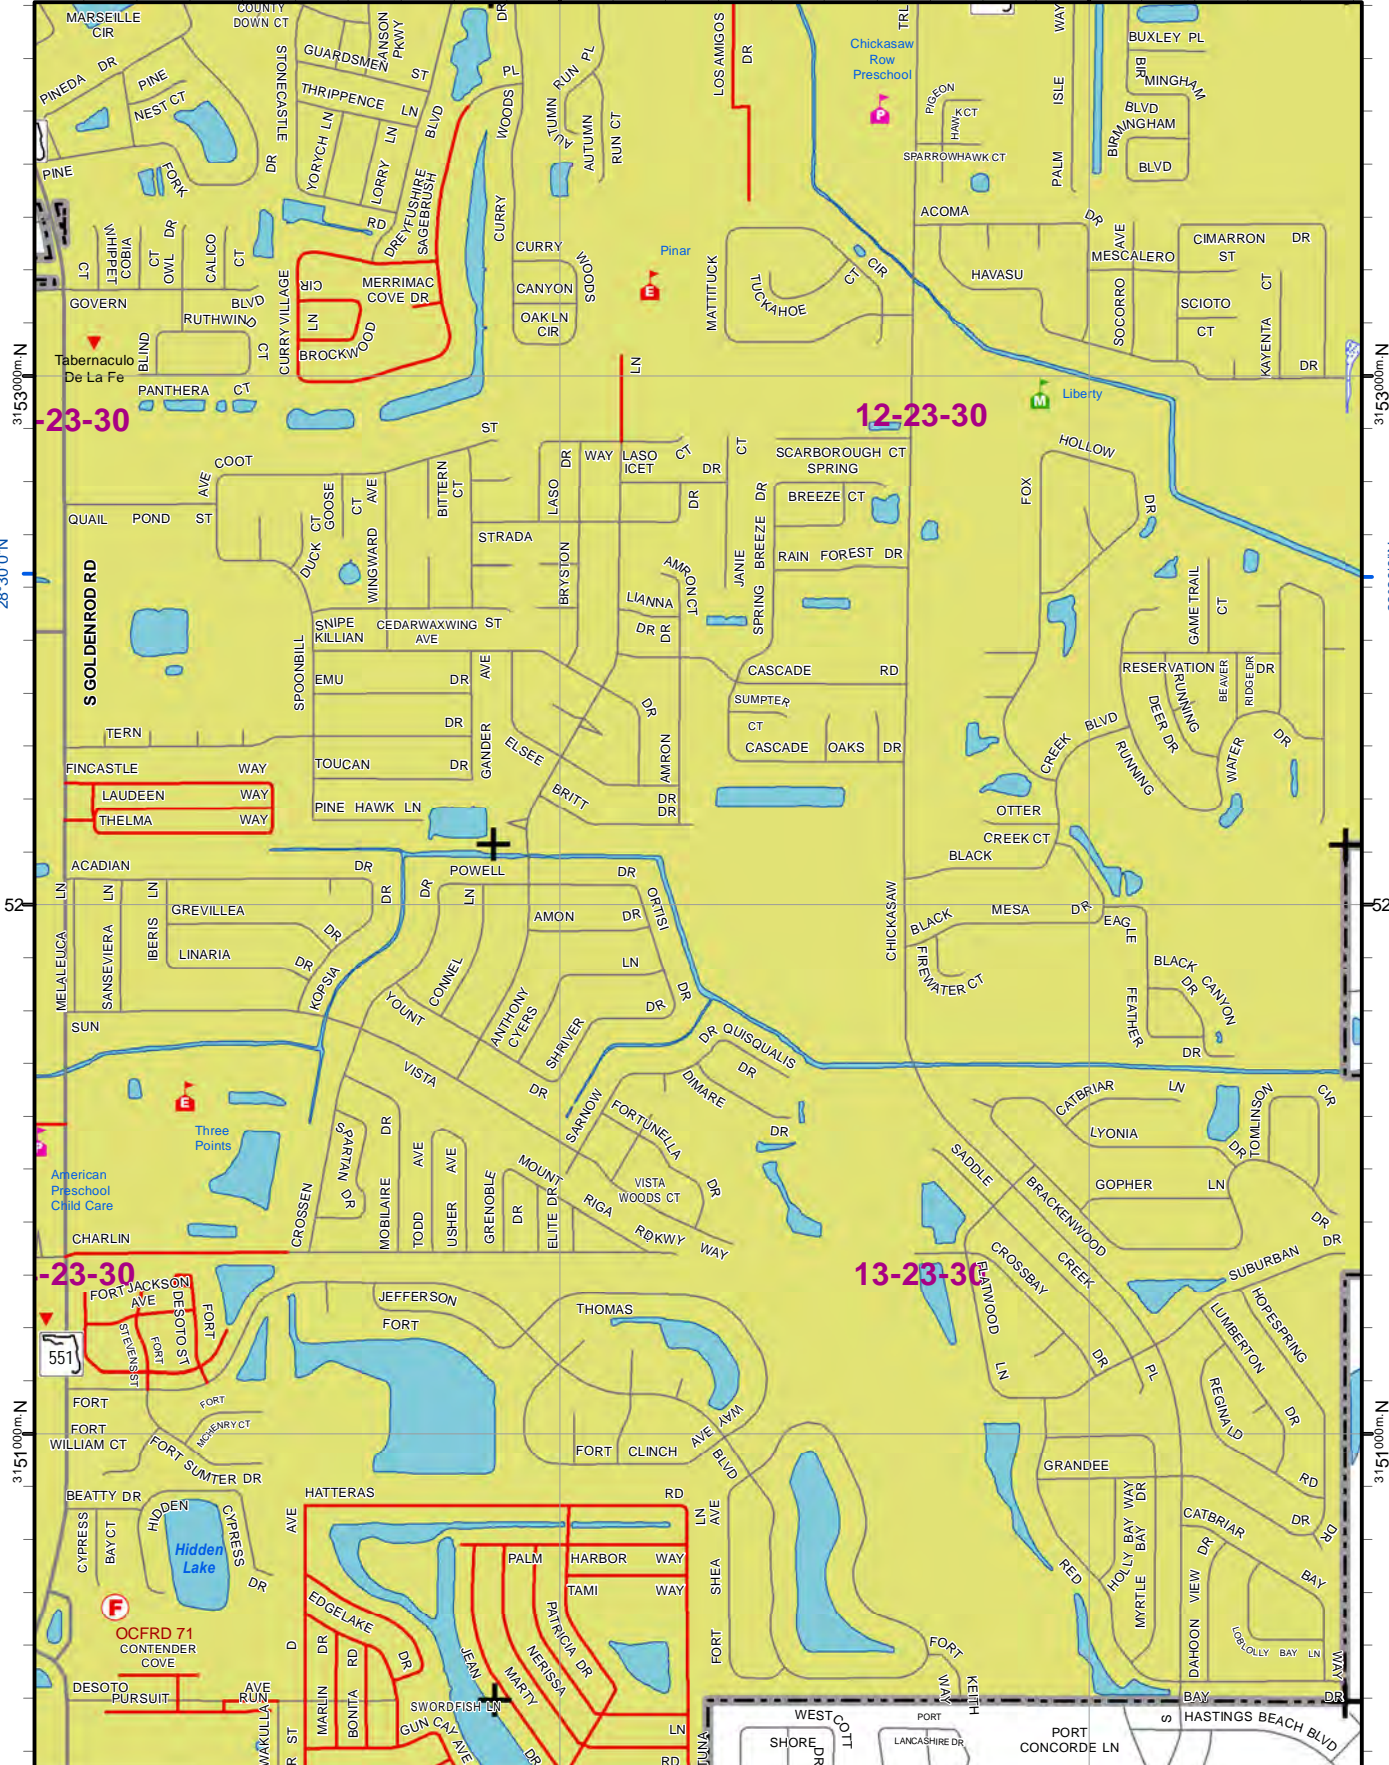 MARSEILLE
CIR
COUNTY
DOWN CT
STONECASTLE
DR
GUARDSMEN
ST
ANSON
PKWY
DR
PINEDA DR
PINE
NEST CT
THRIPPENCE LN
YORYCH LN
LORRY
LN
BLVD
PL
WOODS
AUTUMN
RUN PL
AUTUMN
RUN CT
LOS AMIGOS
DR
Chickasaw
Row
Preschool
P
TRL
PIGEON
HAWK CT
SPARROWHAWK CT
WAY
ISLE
PALM
BUXLEY PL
BIRMINGHAM
BLVD
BIRMINGHAM
BLVD
PINE
FORK
RD
DREYFUSHIRE
SAGEBRUSH
CURRY
ACOMA
DR
WHIPPET
CT
COBIA
CT
OWL
DR
CALICO
CT
CURRY
WOODS
Pinar
E
MATTITUCK
TUCKAHOE
CT
CIR
HAVASU
MESCALERO
AVE
SOCORRO
CIMARRON DR
ST
SCIOTO
CT
KAYENTA
CT
DR
GOVERN BLVD
RUTHWIND
CT
BLIND
CURRY VILLAGE
CIR
LN
MERRIMAC
COVE DR
BROCKWOOD
CANYON
OAK LN
CIR
LN
Tabernaculo
De La Fe
PANTHERA CT
3153000m.N
3153000m.N
-23-30
12-23-30
M
Liberty
ST
COOT
AVE
QUAIL POND ST
DUCK CT
GOOSE
CT
AVE
WINGWARD
BITTERN
CT
STRADA
LASO
DR
WAY
LASO
ICET
CT
DR
DR
CT
JANIE
BRYSTON
SCARBOROUGH CT
SPRING
BREEZE CT
DR
BREEZE
SPRING
RAIN FOREST DR
FOX
HOLLOW
DR
28°30'0"N
S GOLDENROD RD
AMRON CT
LIANNA
DR
DR
SNIPE
KILLIAN
CEDARWAXWING ST
AVE
SPOONBILL
EMU DR
DR
AVE
GANDER
CASCADE RD
SUMPTER
CT
CASCADE OAKS DR
GAME TRAIL
CT
RESERVATION DR
BEAVER
RIDGE DR
RUNNING
DEER DR
WATER
DR
TERN
FINCASTLE WAY
LAUDEEN WAY
THELMA WAY
TOUCAN DR
PINE HAWK LN
ELSEE
BRITT
DR
AMRON
DR
DR
CREEK
BLVD
RUNNING
OTTER
CREEK CT
BLACK
ACADIAN DR
DR
POWELL DR
DR
LN
52
52
MELALEUCA
LN
SANSEVIERA
LN
IBERIS
LN
GREVILLEA
DR
LINARIA
DR
KOPSIA
YOUNT
CONNEL
AMON DR
ORTISI
DR
LN
ANTHONY
CYERS
SHRIVER
DR
CHICKASAW
BLACK MESA DR
FIREWATER CT
EAGLE
FEATHER
BLACK
DR
CANYON
DR
SUN
VISTA
DR
DR
QUISQUALIS
DR
DIMARE
DR
E
Three
Points
P
American
Preschool
Child Care
SPARTAN DR
MOBILAIRE
DR
TODD
AVE
USHER
AVE
GRENOBLE
DR
ELITE DR
SARNOW
FORTUNELLA
DR
MOUNT
RIGA
RD
PKWY
VISTA
WOODS CT
WAY
CATBRIAR LN
LYONIA
TOMLINSON
DR
CIR
GOPHER LN
DR
SADDLE
BRACKENWOOD
CREEK
CROSSEN
CHARLIN
-23-30
13-23-30
FORT JACKSON
AVE
DESOTO ST
FORT
STEVENS ST
FORT
551
JEFFERSON
FORT
THOMAS
FLATWOOD
LN
CROSSBAY
DR
PL
SUBURBAN DR
LUMBERTON
HOPESPRING
DR
REGINALD
RD
FORT
FORT
WILLIAM CT
FORT
MCHENRY CT
FORT SUMTER DR
FORT CLINCH AVE
WAY
BLVD
3151000m.N
3151000m.N
BEATTY DR
CYPRESS
BAY CT
HIDDEN
CYPRESS
DR
Hidden
Lake
HATTERAS RD
AVE
LN
AVE
GRANDEE
HOLLY BAY WAY
MYRTLE BAY DR
CATBRIAR DR
DR
BAY
DR
VIEW
DAHOON
LOBLOLLY BAY LN
WAY
RED
F
OCFRD 71
CONTENDER
COVE
PALM HARBOR WAY
TAMI WAY
EDGELAKE
DR
PATRICIA DR
NERISSA
MARTY
JEAN
DR
MARLIN
DR
BONITA
RD
SHEA
FORT
FORT
WAY
KEITH
DESOTO AVE
PURSUIT RUN
WAKULLA
D
ST
R
SWORDFISH LN
GUN CAY AVE
LN
RD
TUNA
BAY DR
WESTCOTT
SHORE
DR
PORT
LANCASHIRE DR
PORT
CONCORDE LN
S
HASTINGS BEACH BLVD